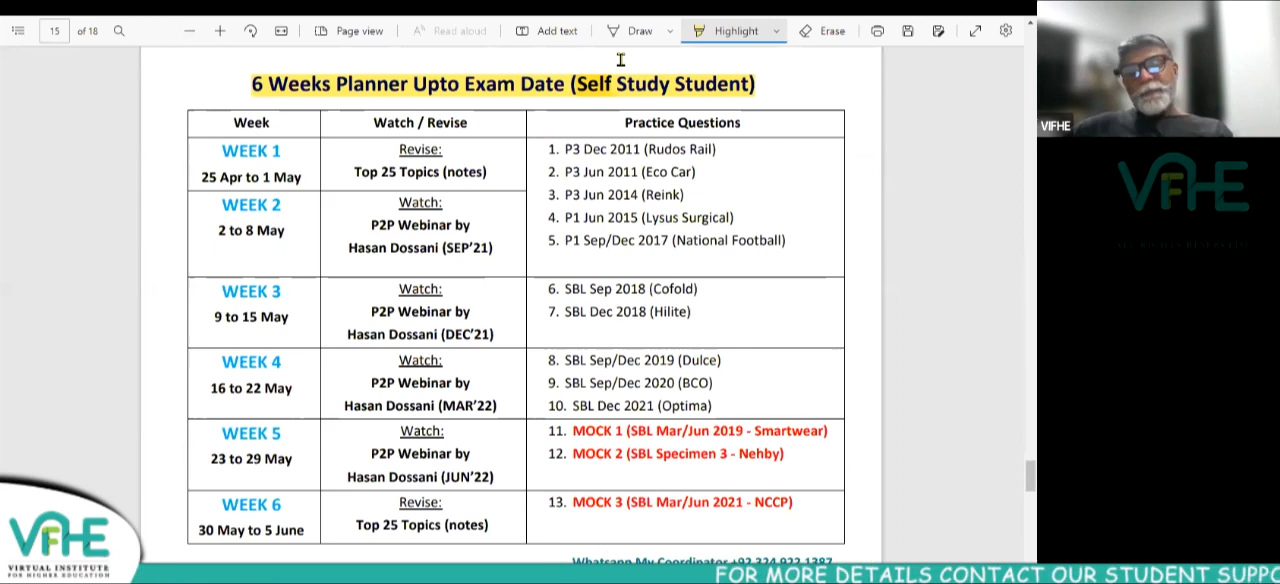 15 of 18 Page view Read aloud Add text Draw Highlight Erase
6 Weeks Planner Upto Exam Date (Self Study Student)
Week Watch / Revise Practice Questions
WEEK 1
25 Apr to 1 May
Revise:
Top 25 Topics (notes)
1. P3 Dec 2011 (Rudos Rail)
2. P3 Jun 2011 (Eco Car)
3. P3 Jun 2014 (Reink)
4. P1 Jun 2015 (Lysus Surgical)
5. P1 Sep/Dec 2017 (National Football)
WEEK 2
2 to 8 May
Watch:
P2P Webinar by
Hasan Dossani (SEP'21)
WEEK 3
9 to 15 May
Watch:
P2P Webinar by
Hasan Dossani (DEC'21)
6. SBL Sep 2018 (Cofold)
7. SBL Dec 2018 (Hilite)
WEEK 4
16 to 22 May
Watch:
P2P Webinar by
Hasan Dossani (MAR'22)
8. SBL Sep/Dec 2019 (Dulce)
9. SBL Sep/Dec 2020 (BCO)
10. SBL Dec 2021 (Optima)
WEEK 5
23 to 29 May
Watch:
P2P Webinar by
Hasan Dossani (JUN'22)
11. MOCK 1 (SBL Mar/Jun 2019 - Smartwear)
12. MOCK 2 (SBL Specimen 3 - Nehby)
WEEK 6
30 May to 5 June
Revise:
Top 25 Topics (notes)
13. MOCK 3 (SBL Mar/Jun 2021 - NCCP)
Whatsapp My Coordinator +92 324 922 1387
VIFHE
VIFHE
VIFHE
VIRTUAL INSTITUTE
FOR HIGHER EDUCATION
FOR MORE DETAILS CONTACT OUR STUDENT SUPPO